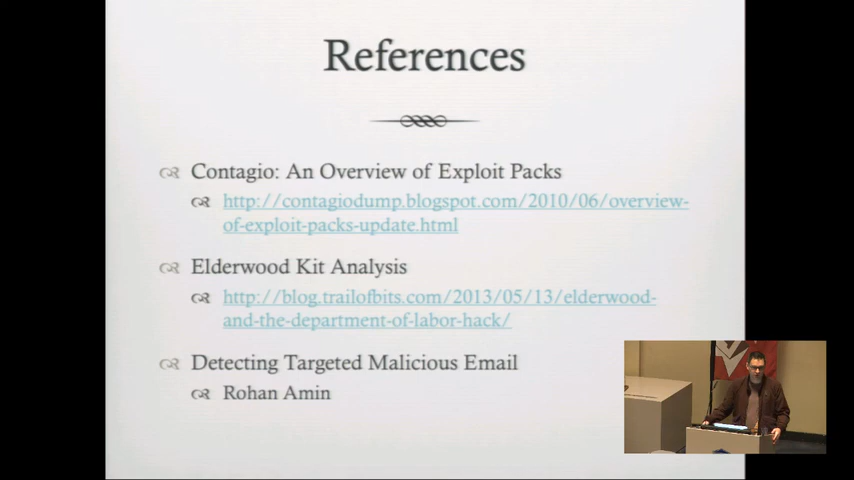 References
Contagio: An Overview of Exploit Packs
http://contagiodump.blogspot.com/2010/06/overview-
of-exploit-packs-update.html
Elderwood Kit Analysis
http://blog.trailofbits.com/2013/05/13/elderwood-
and-the-department-of-labor-hack/
Detecting Targeted Malicious Email
Rohan Amin